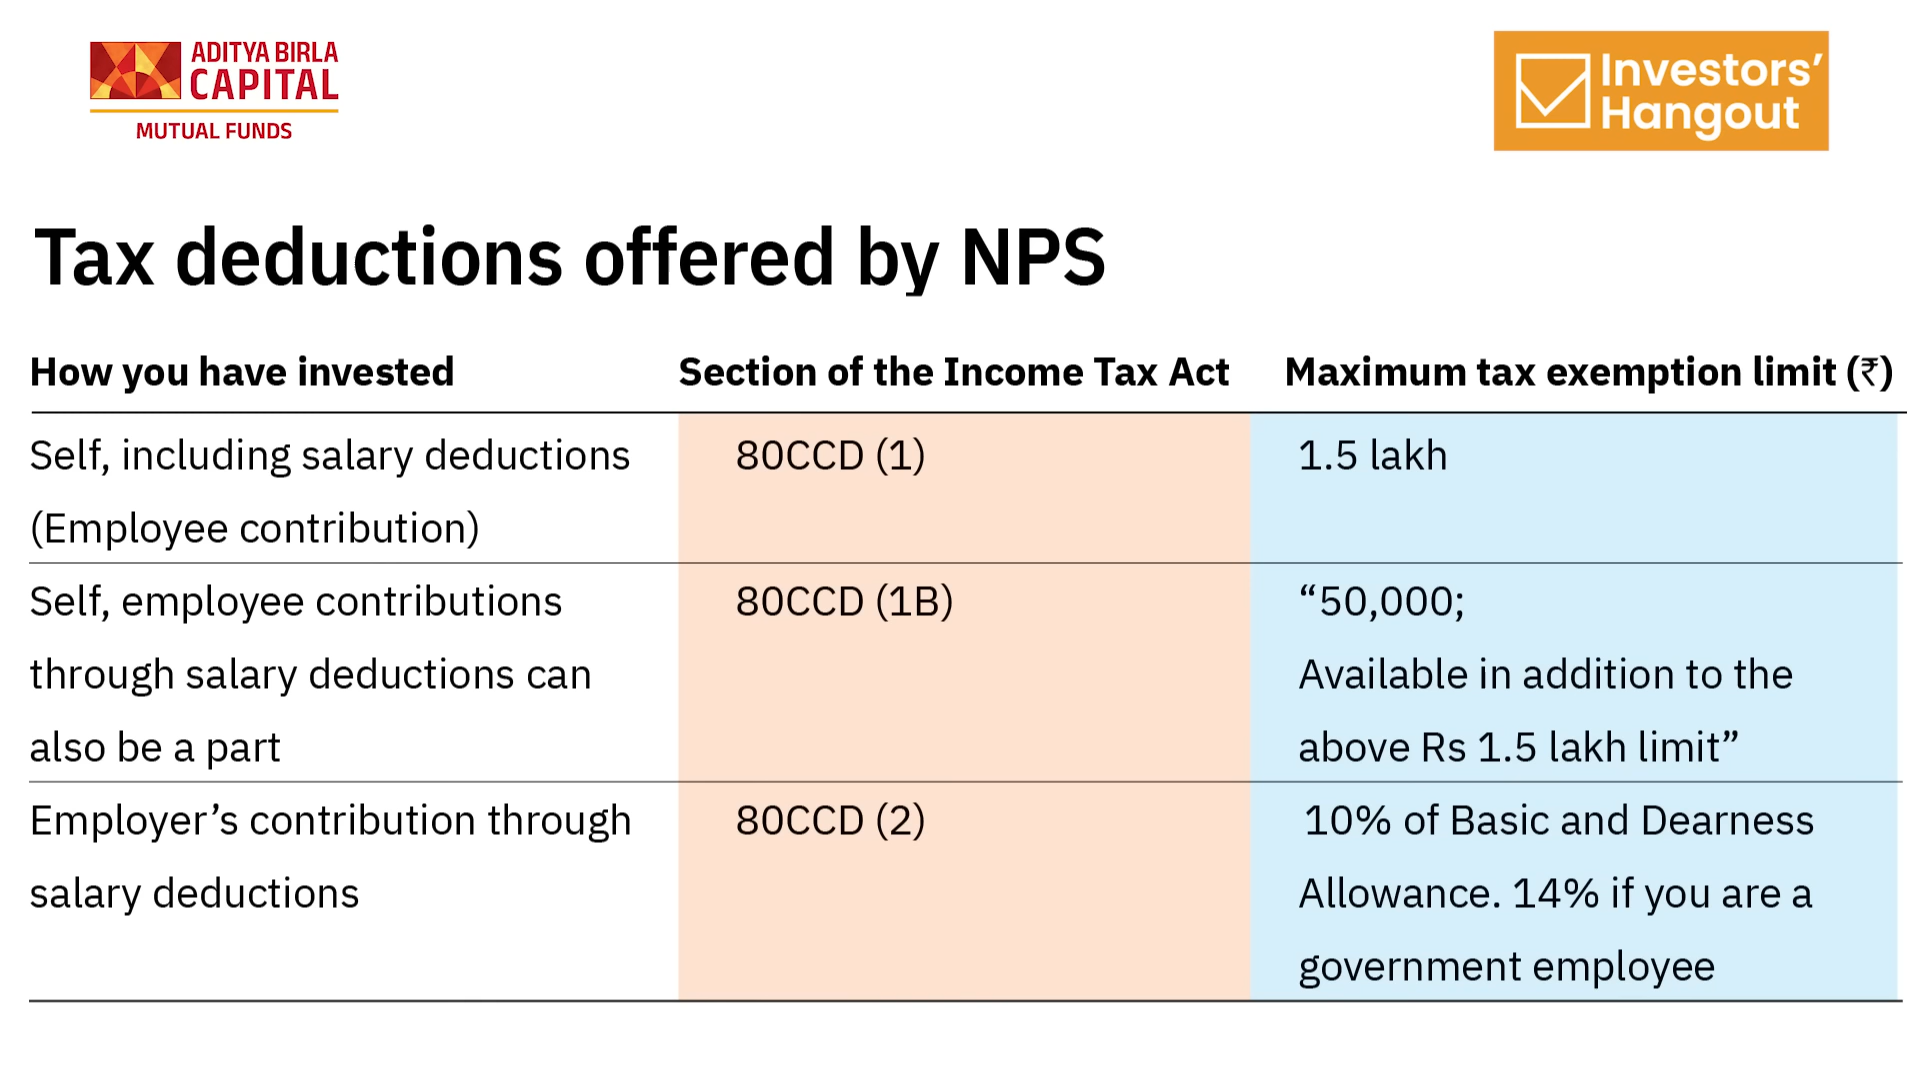 ADITYA BIRLA
CAPITAL
MUTUAL FUNDS
Investors’
Hangout
Tax deductions offered by NPS
How you have invested Section of the Income Tax Act Maximum tax exemption limit (₹)
Self, including salary deductions 80CCD (1) 1.5 lakh
(Employee contribution)
Self, employee contributions 80CCD (1B) “50,000;
through salary deductions can Available in addition to the
also be a part above Rs 1.5 lakh limit”
Employer’s contribution through 80CCD (2) 10% of Basic and Dearness
salary deductions Allowance. 14% if you are a
government employee